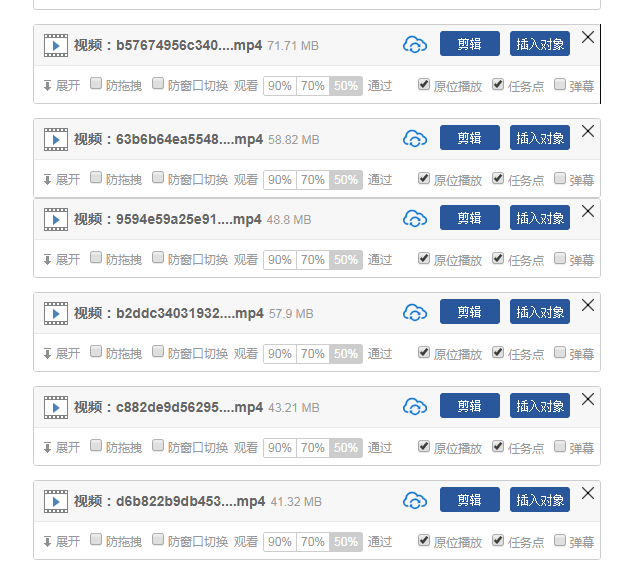 视频：b57674956c340....mp4 71.71 MB 剪辑 插入对象
展开 防拖拽 防窗口切换 观看 90% 70% 50% 通过 原位播放 任务点 弹幕
视频：63b6b64ea5548....mp4 58.82 MB 剪辑 插入对象
展开 防拖拽 防窗口切换 观看 90% 70% 50% 通过 原位播放 任务点 弹幕
视频：9594e59a25e91....mp4 48.8 MB 剪辑 插入对象
展开 防拖拽 防窗口切换 观看 90% 70% 50% 通过 原位播放 任务点 弹幕
视频：b2ddc34031932....mp4 57.9 MB 剪辑 插入对象
展开 防拖拽 防窗口切换 观看 90% 70% 50% 通过 原位播放 任务点 弹幕
视频：c882de9d56295....mp4 43.21 MB 剪辑 插入对象
展开 防拖拽 防窗口切换 观看 90% 70% 50% 通过 原位播放 任务点 弹幕
视频：d6b822b9db453....mp4 41.32 MB 剪辑 插入对象
展开 防拖拽 防窗口切换 观看 90% 70% 50% 通过 原位播放 任务点 弹幕